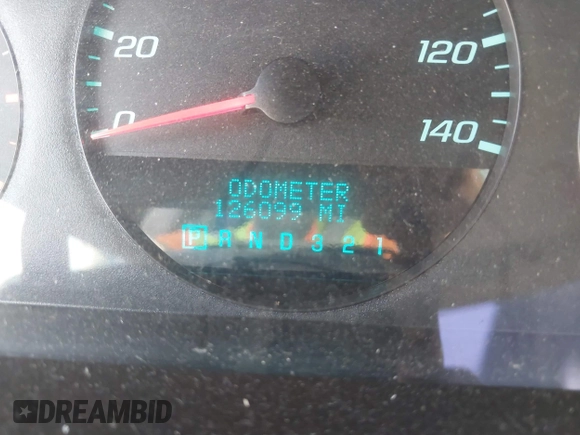 20
120
0
140
ODOMETER
126099 MI
P R N D 3 2 1
DREAMBID